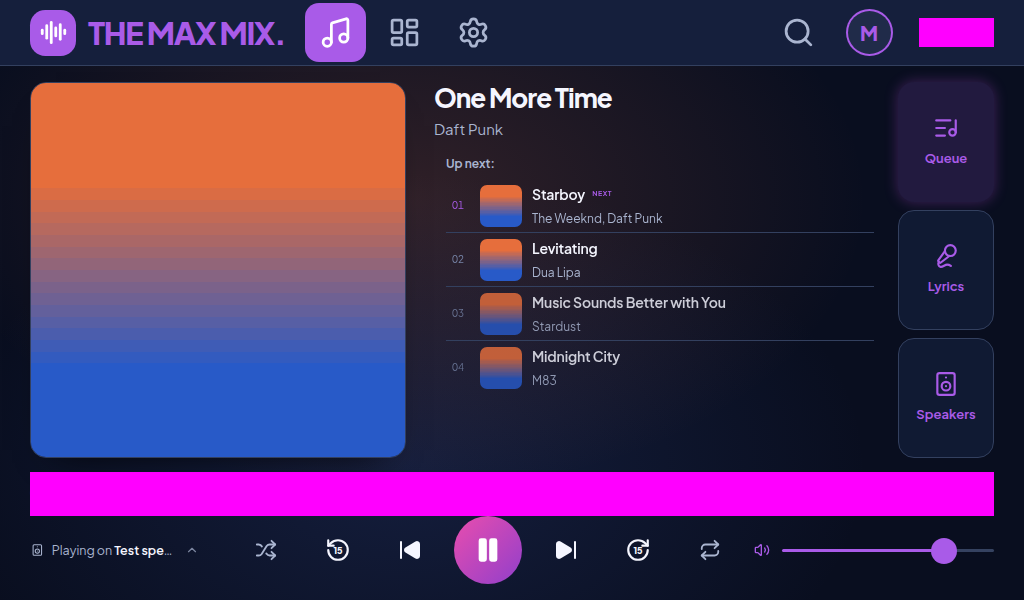 THE MAX MIX.
M
One More Time
Daft Punk
Up next:
01
Starboy NEXT
The Weeknd, Daft Punk
02
Levitating
Dua Lipa
03
Music Sounds Better with You
Stardust
04
Midnight City
M83
Queue
Lyrics
Speakers
Playing on Test spe...
15
15